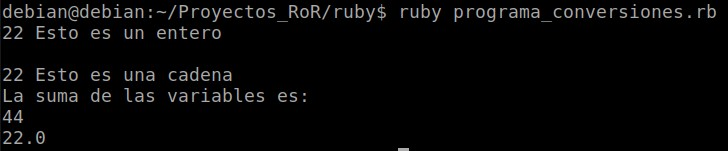 debian@debian:~/Proyectos_RoR/ruby$ ruby programa_conversiones.rb
22 Esto es un entero
22 Esto es una cadena
La suma de las variables es:
44
22.0